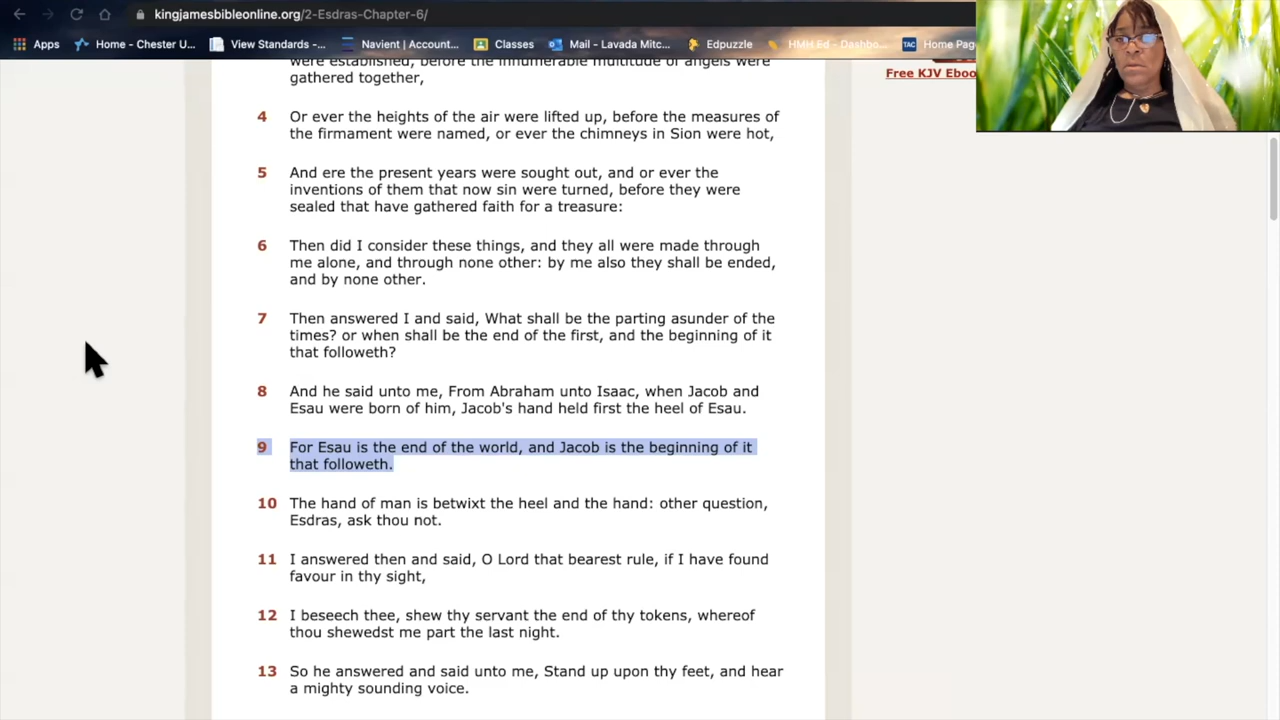 kingjamesbibleonline.org/2-Esdras-Chapter-6/
Apps Home - Chester U... View Standards -... Navient | Account... Classes Mail - Lavada Mitc... Edpuzzle HMH Ed - Dashbo... TAC Home Pag
were established, before the innumerable multitude of angels were
gathered together,
Free KJV Eboo
4 Or ever the heights of the air were lifted up, before the measures of
the firmament were named, or ever the chimneys in Sion were hot,
5 And ere the present years were sought out, and or ever the
inventions of them that now sin were turned, before they were
sealed that have gathered faith for a treasure:
6 Then did I consider these things, and they all were made through
me alone, and through none other: by me also they shall be ended,
and by none other.
7 Then answered I and said, What shall be the parting asunder of the
times? or when shall be the end of the first, and the beginning of it
that followeth?
8 And he said unto me, From Abraham unto Isaac, when Jacob and
Esau were born of him, Jacob's hand held first the heel of Esau.
9 For Esau is the end of the world, and Jacob is the beginning of it
that followeth.
10 The hand of man is betwixt the heel and the hand: other question,
Esdras, ask thou not.
11 I answered then and said, O Lord that bearest rule, if I have found
favour in thy sight,
12 I beseech thee, shew thy servant the end of thy tokens, whereof
thou shewedst me part the last night.
13 So he answered and said unto me, Stand up upon thy feet, and hear
a mighty sounding voice.